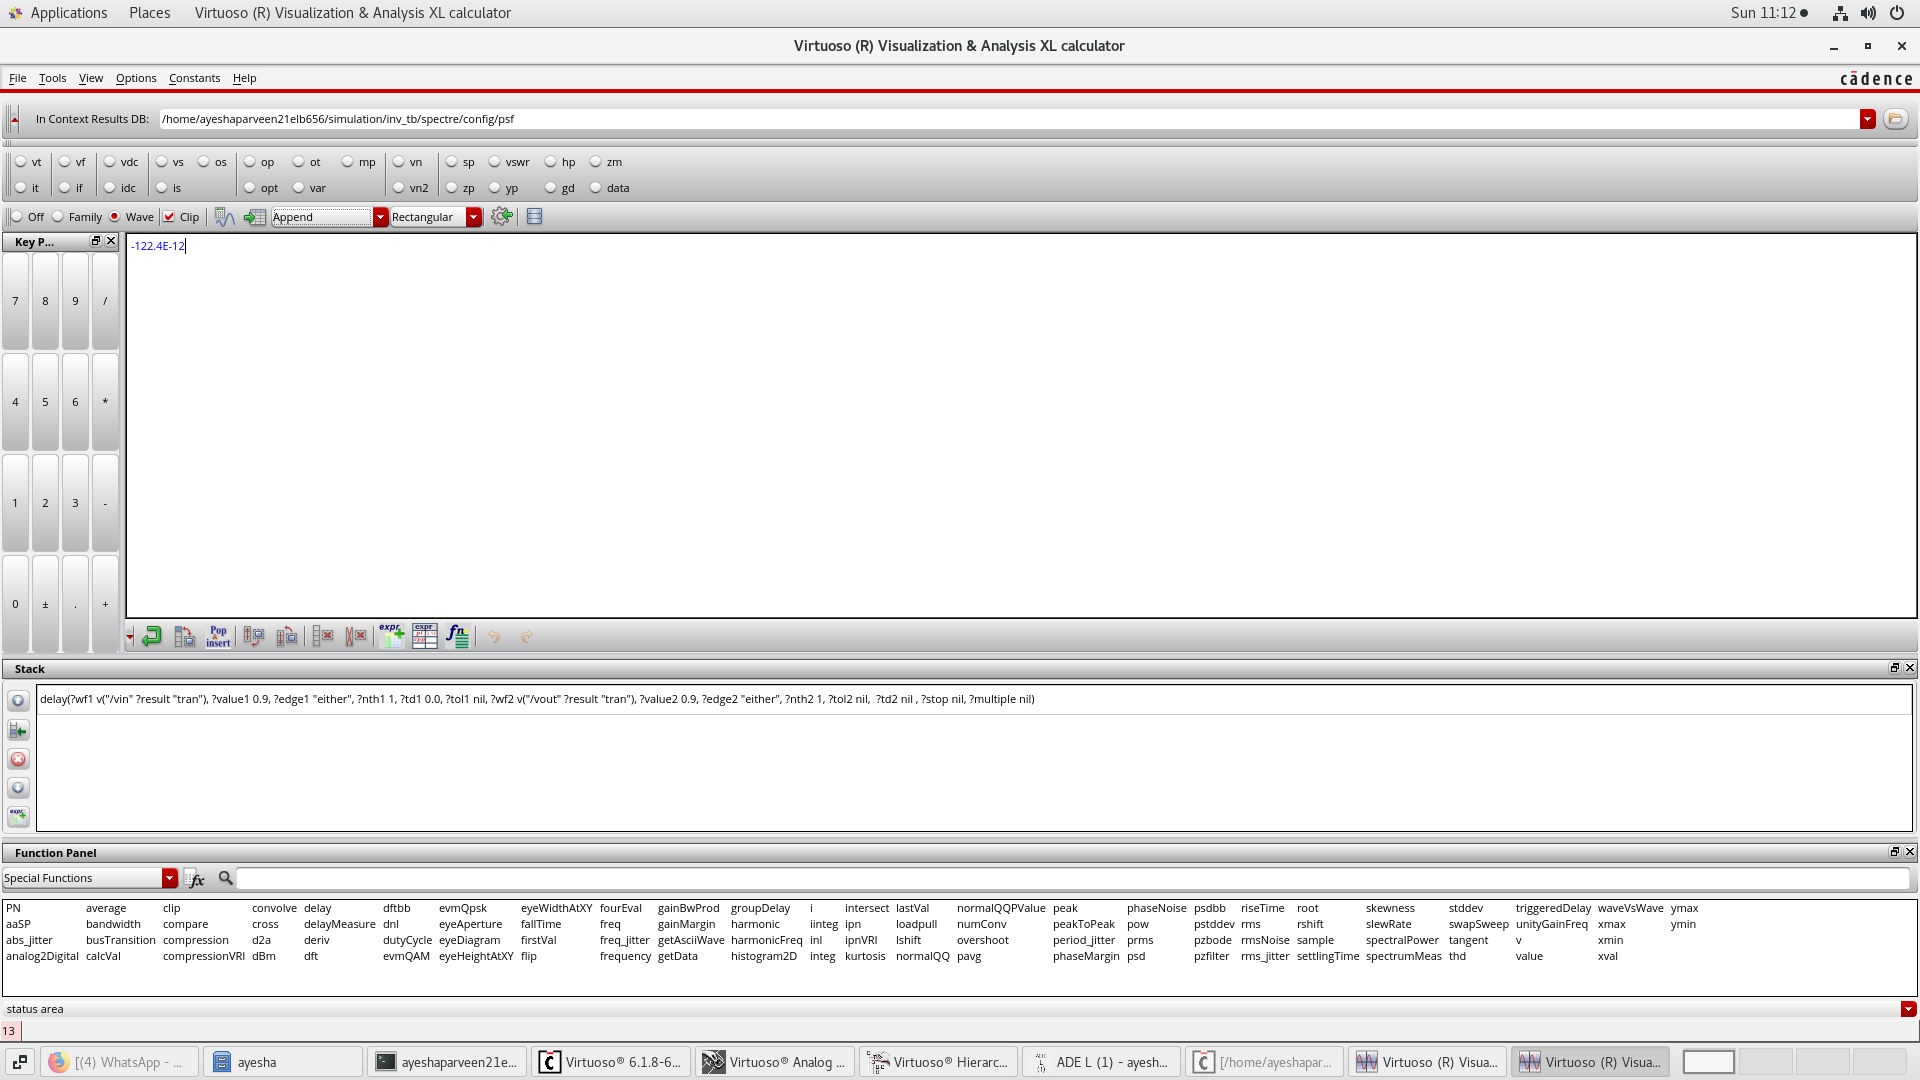 Applications Places Virtuoso (R) Visualization & Analysis XL calculator Sun 11:12
Virtuoso (R) Visualization & Analysis XL calculator
File Tools View Options Constants Help cādence
In Context Results DB: /home/ayeshaparveen21elb656/simulation/inv_tb/spectre/config/psf
vt vf vdc vs os op ot mp vn sp vswr hp zm
it if idc is opt var vn2 zp yp gd data
Off Family Wave Clip Append Rectangular
Key P...
-122.4E-12
7 8 9 /
4 5 6 *
1 2 3 -
0 ± . +
Pop insert expr expr fn
Stack
delay(?wf1 v("/vin" ?result "tran"), ?value1 0.9, ?edge1 "either", ?nth1 1, ?td1 0.0, ?tol1 nil, ?wf2 v("/vout" ?result "tran"), ?value2 0.9, ?edge2 "either", ?nth2 1, ?tol2 nil, ?td2 nil , ?stop nil, ?multiple nil)
expr
Function Panel
Special Functions fx
PN average clip convolve delay dftbb evmQpsk eyeWidthAtXY fourEval gainBwProd groupDelay i intersect lastVal normalQQPValue peak phaseNoise psdbb riseTime root skewness stddev triggeredDelay waveVsWave ymax
aaSP bandwidth compare cross delayMeasure dnl eyeAperture fallTime freq gainMargin harmonic iinteg ipn loadpull numConv peakToPeak pow pstddev rms rshift slewRate swapSweep unityGainFreq xmax ymin
abs_jitter busTransition compression d2a deriv dutyCycle eyeDiagram firstVal freq_jitter getAsciiWave harmonicFreq inl ipnVRI lshift overshoot period_jitter prms pzbode rmsNoise sample spectralPower tangent v xmin
analog2Digital calcVal compressionVRI dBm dft evmQAM eyeHeightAtXY flip frequency getData histogram2D integ kurtosis normalQQ pavg phaseMargin psd pzfilter rms_jitter settlingTime spectrumMeas thd value xval
status area
13
[(4) WhatsApp - ... ayesha ayeshaparveen21e... Virtuoso® 6.1.8-6... Virtuoso® Analog ... Virtuoso® Hierarc... ADE L (1) - ayesh... [/home/ayeshapar... Virtuoso (R) Visua... Virtuoso (R) Visua...